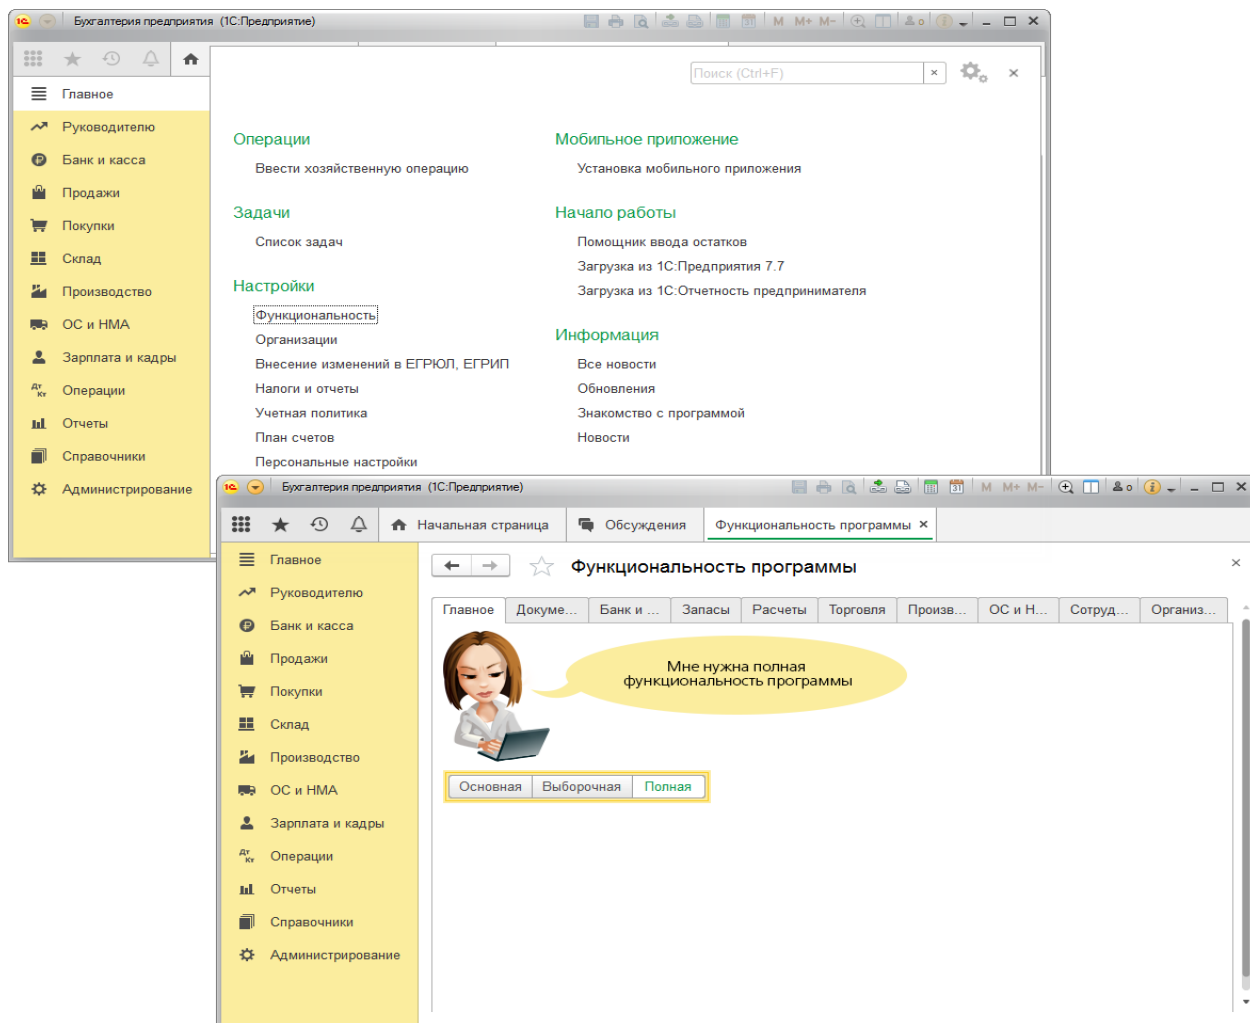 Бухгалтерия предприятия (1С:Предприятие)
M M+ M-
Поиск (Ctrl+F)
Главное
Руководителю
Банк и касса
Продажи
Покупки
Склад
Производство
ОС и НМА
Зарплата и кадры
Операции
Отчеты
Справочники
Администрирование
Операции
Ввести хозяйственную операцию
Задачи
Список задач
Настройки
Функциональность
Организации
Внесение изменений в ЕГРЮЛ, ЕГРИП
Налоги и отчеты
Учетная политика
План счетов
Персональные настройки
Мобильное приложение
Установка мобильного приложения
Начало работы
Помощник ввода остатков
Загрузка из 1С:Предприятия 7.7
Загрузка из 1С:Отчетность предпринимателя
Информация
Все новости
Обновления
Знакомство с программой
Новости
Бухгалтерия предприятия (1С:Предприятие)
31 M M+ M-
Начальная страница
Обсуждения
Функциональность программы
Главное
Руководителю
Банк и касса
Продажи
Покупки
Склад
Производство
ОС и НМА
Зарплата и кадры
Операции
Отчеты
Справочники
Администрирование
Функциональность программы
Главное Докуме... Банк и ... Запасы Расчеты Торговля Произв... ОС и Н... Сотруд... Организ...
Мне нужна полная
функциональность программы
Основная Выборочная Полная